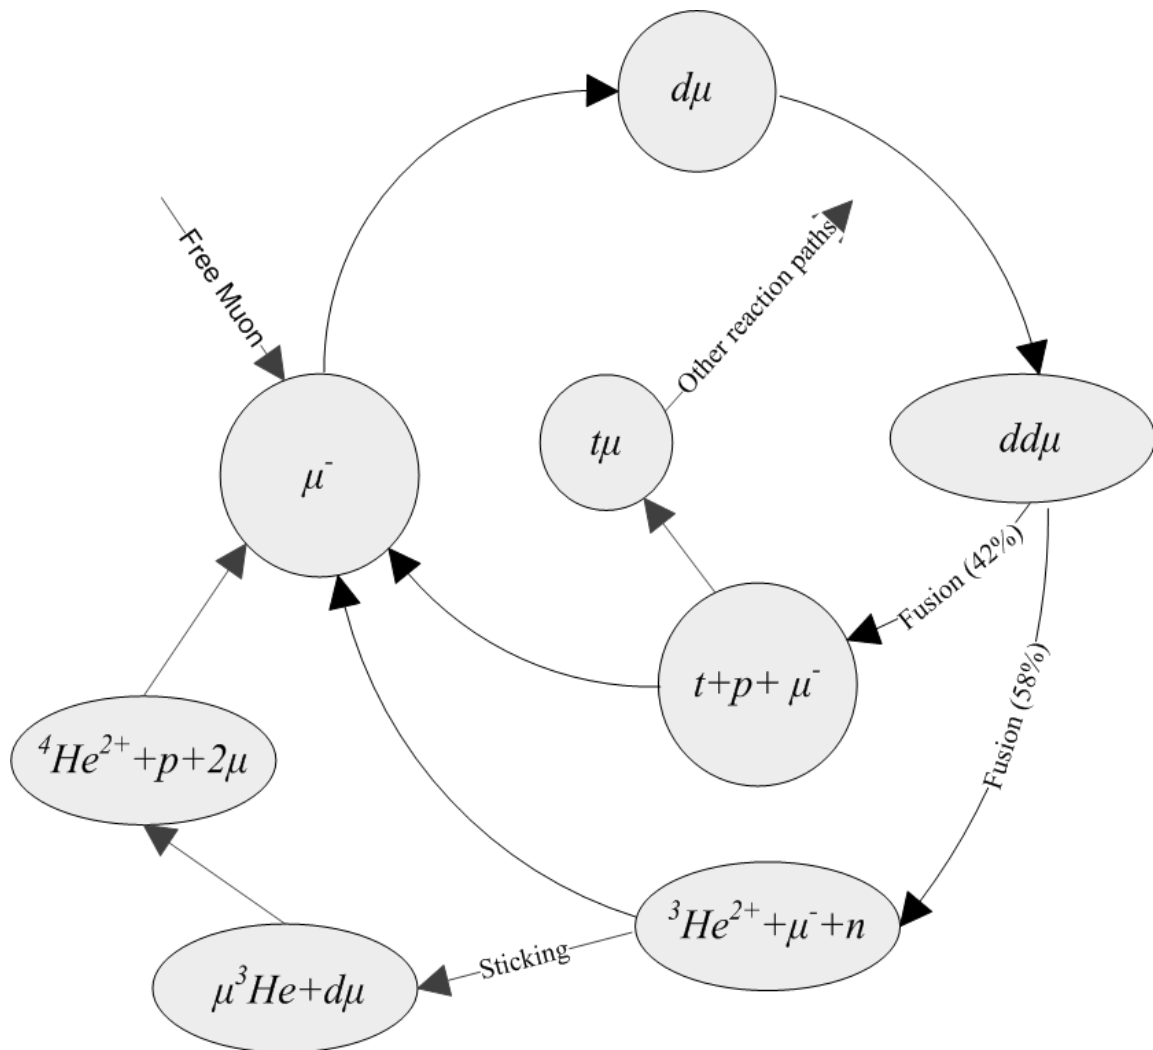 dμ
Free Muon
Other reaction paths
tμ
ddμ
μ⁻
Fusion (42%)
t+p+ μ⁻
Fusion (58%)
⁴He²⁺+p+2μ
³He²⁺+μ⁻+n
Sticking
μ³He+dμ